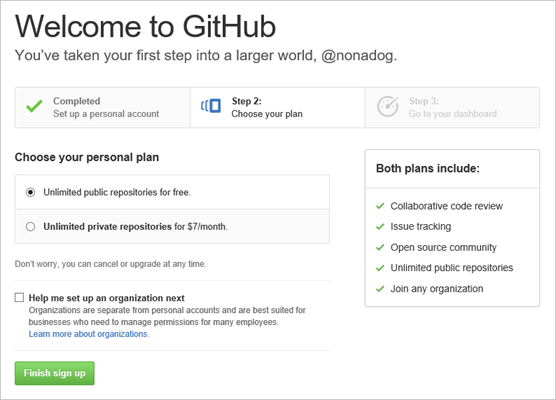 Welcome to GitHub
You've taken your first step into a larger world, @nonadog.
Completed
Set up a personal account
Step 2:
Choose your plan
Step 3:
Go to your dashboard
Choose your personal plan
Unlimited public repositories for free.
Unlimited private repositories for $7/month.
Don't worry, you can cancel or upgrade at any time.
Help me set up an organization next
Organizations are separate from personal accounts and are best suited for
businesses who need to manage permissions for many employees.
Learn more about organizations.
Finish sign up
Both plans include:
Collaborative code review
Issue tracking
Open source community
Unlimited public repositories
Join any organization